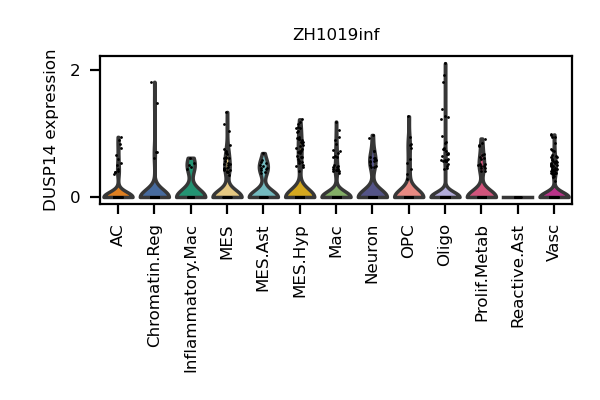 ZH1019inf
DUSP14 expression
2
0
AC
Chromatin.Reg
Inflammatory.Mac
MES
MES.Ast
MES.Hyp
Mac
Neuron
OPC
Oligo
Prolif.Metab
Reactive.Ast
Vasc